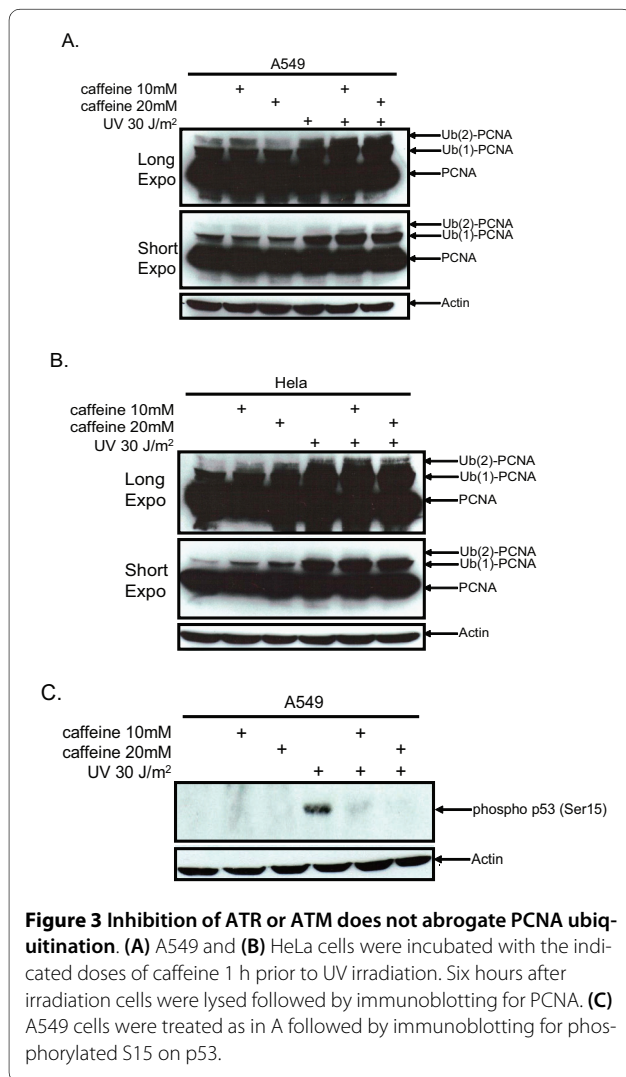 A.
A549
caffeine 10mM + +
caffeine 20mM + +
UV 30 J/m² + + +
Long
Expo
Ub(2)-PCNA
Ub(1)-PCNA
PCNA
Short
Expo
Ub(2)-PCNA
Ub(1)-PCNA
PCNA
Actin
B.
Hela
caffeine 10mM + +
caffeine 20mM + +
UV 30 J/m² + + +
Long
Expo
Ub(2)-PCNA
Ub(1)-PCNA
PCNA
Short
Expo
Ub(2)-PCNA
Ub(1)-PCNA
PCNA
Actin
C.
A549
caffeine 10mM + +
caffeine 20mM + +
UV 30 J/m² + + +
phospho p53 (Ser15)
Actin
Figure 3 Inhibition of ATR or ATM does not abrogate PCNA ubiq-
uitination. (A) A549 and (B) HeLa cells were incubated with the indi-
cated doses of caffeine 1 h prior to UV irradiation. Six hours after
irradiation cells were lysed followed by immunoblotting for PCNA. (C)
A549 cells were treated as in A followed by immunoblotting for phos-
phorylated S15 on p53.